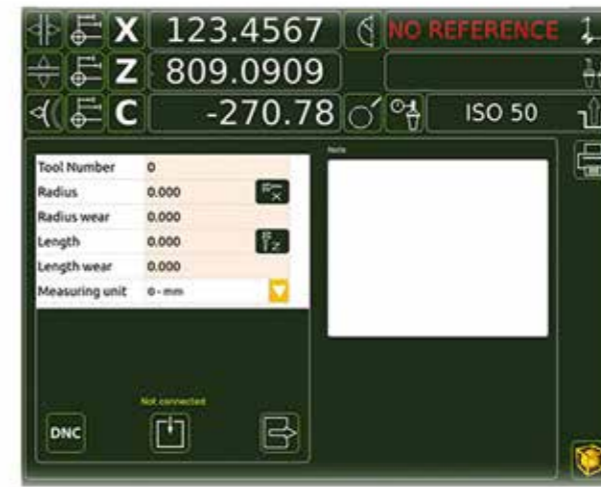 X 123.4567 NO REFERENCE 1
Z 809.0909
C -270.78 ISO 50
Note
Tool Number 0
Radius 0.000 X
Radius wear 0.000
Length 0.000 Z
Length wear 0.000
Measuring unit 0 - mm
Not connected
DNC